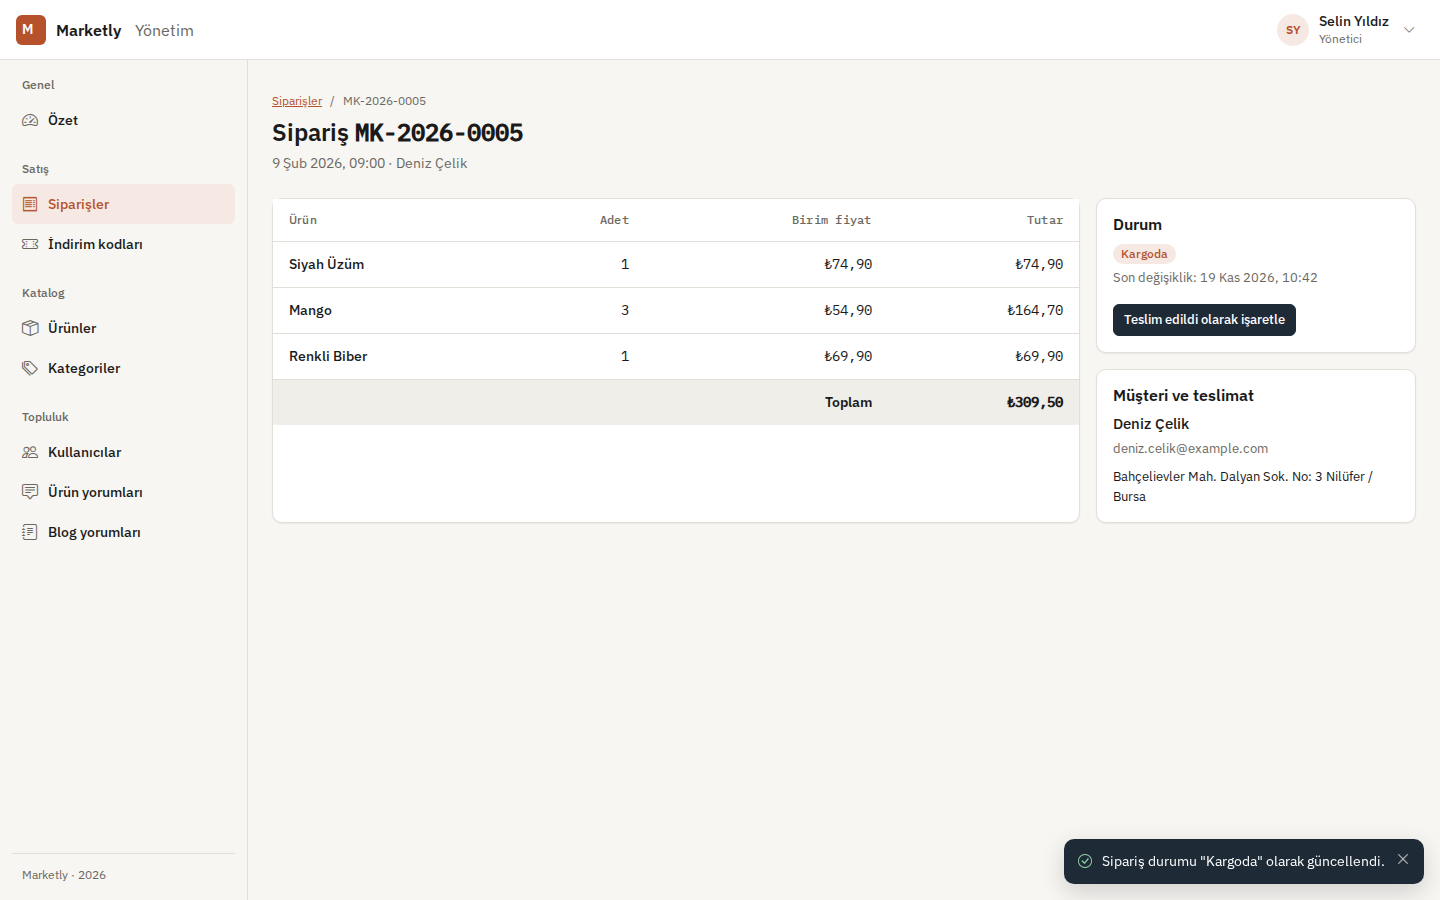 M Marketly Yönetim
SY Selin Yıldız
Yönetici
Genel
Özet
Satış
Siparişler
İndirim kodları
Katalog
Ürünler
Kategoriler
Topluluk
Kullanıcılar
Ürün yorumları
Blog yorumları
Marketly · 2026
Siparişler / MK-2026-0005
Sipariş MK-2026-0005
9 Şub 2026, 09:00 · Deniz Çelik
Ürün Adet Birim fiyat Tutar
Siyah Üzüm 1 ₺74,90 ₺74,90
Mango 3 ₺54,90 ₺164,70
Renkli Biber 1 ₺69,90 ₺69,90
Toplam ₺309,50
Durum
Kargoda
Son değişiklik: 19 Kas 2026, 10:42
Teslim edildi olarak işaretle
Müşteri ve teslimat
Deniz Çelik
deniz.celik@example.com
Bahçelievler Mah. Dalyan Sok. No: 3 Nilüfer /
Bursa
Sipariş durumu "Kargoda" olarak güncellendi.